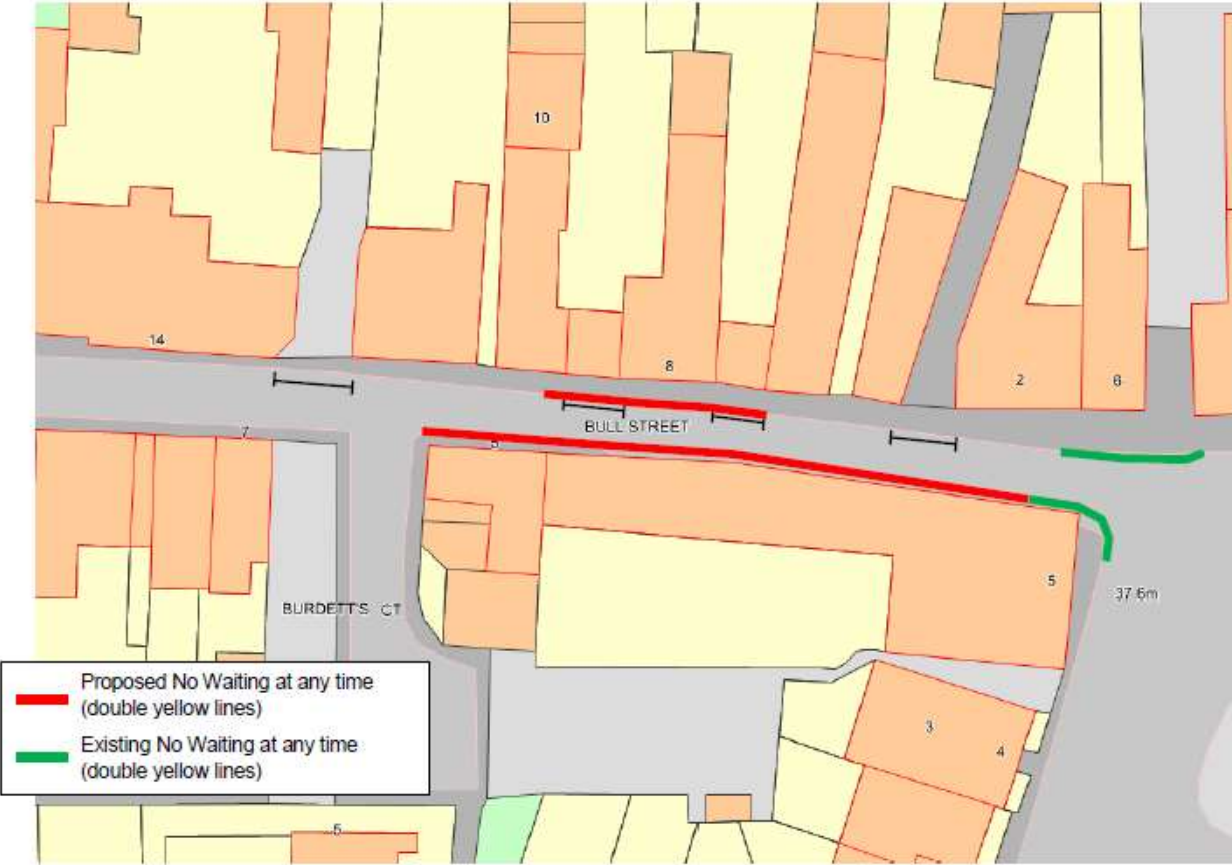 10
14
8
2
6
BULL STREET
7
5
BURDETT'S CT
37.6m
Proposed No Waiting at any time
(double yellow lines)
3
4
Existing No Waiting at any time
(double yellow lines)
5